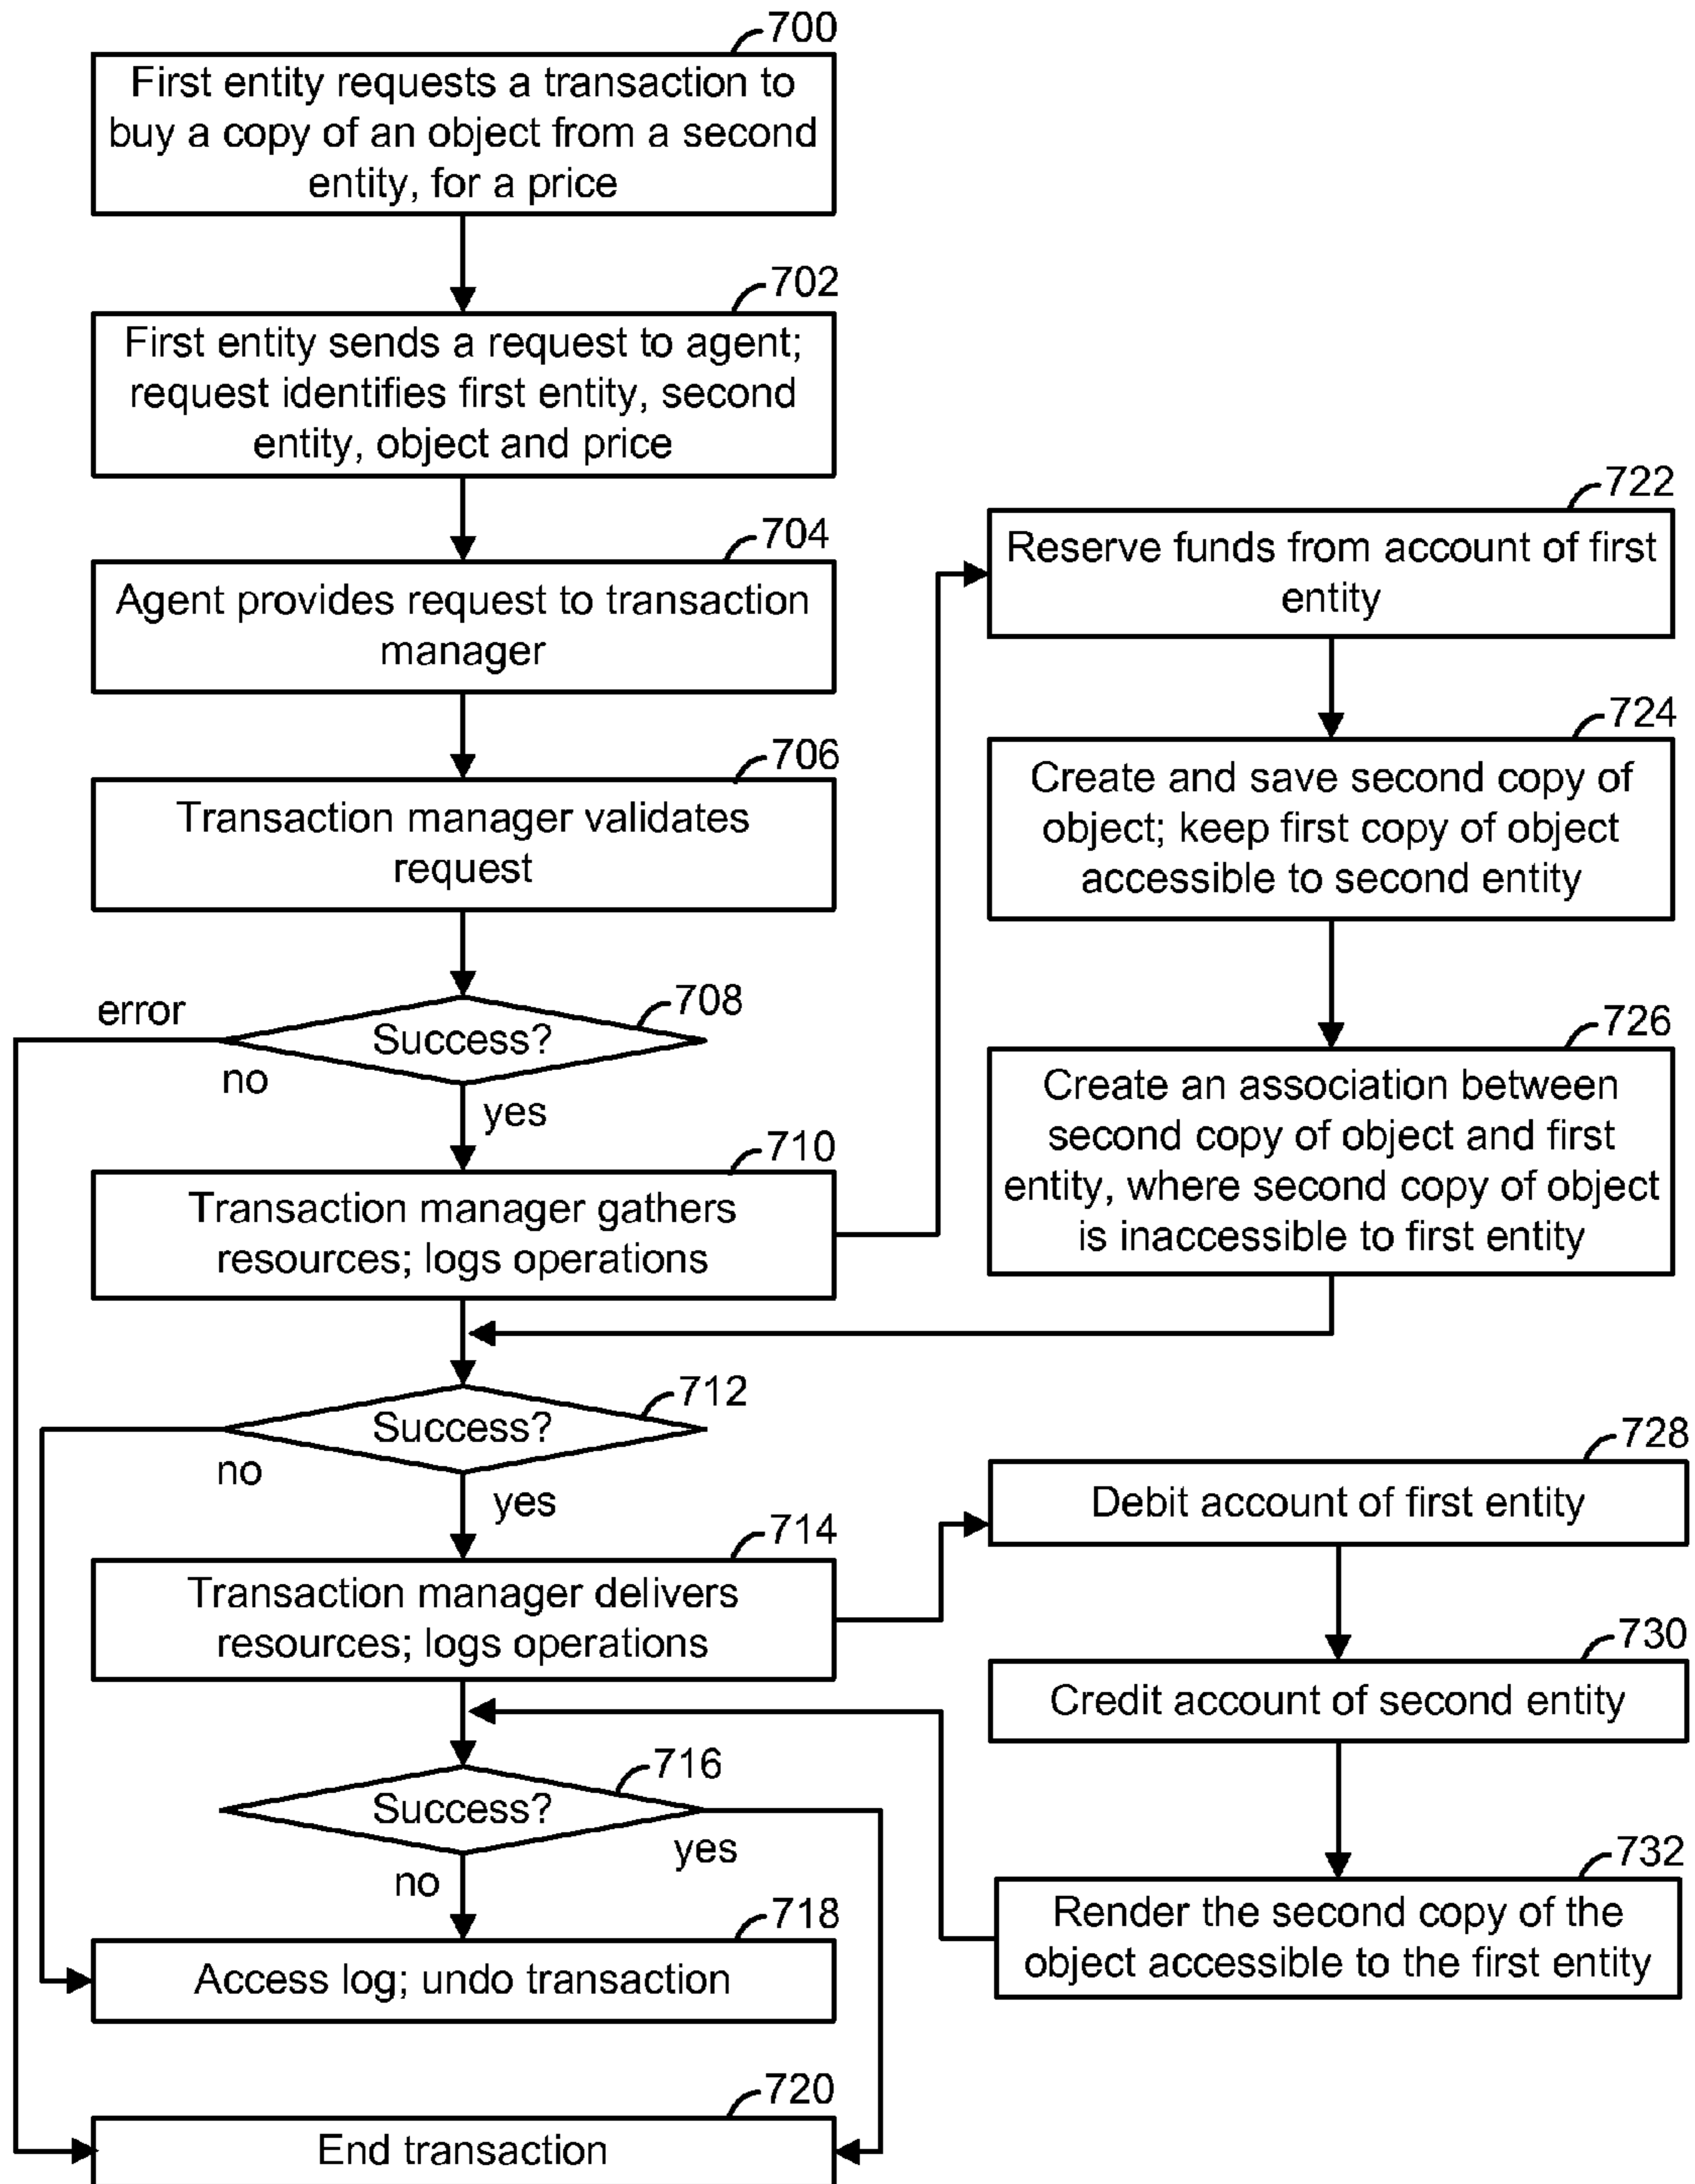 700
First entity requests a transaction to
buy a copy of an object from a second
entity, for a price
702
First entity sends a request to agent;
request identifies first entity, second
entity, object and price
704
Agent provides request to transaction
manager
706
Transaction manager validates
request
error
708
Success?
no
yes
710
Transaction manager gathers
resources; logs operations
722
Reserve funds from account of first
entity
724
Create and save second copy of
object; keep first copy of object
accessible to second entity
726
Create an association between
second copy of object and first
entity, where second copy of object
is inaccessible to first entity
712
Success?
no
yes
714
Transaction manager delivers
resources; logs operations
728
Debit account of first entity
730
Credit account of second entity
732
Render the second copy of the
object accessible to the first entity
716
Success?
yes
no
718
Access log; undo transaction
720
End transaction